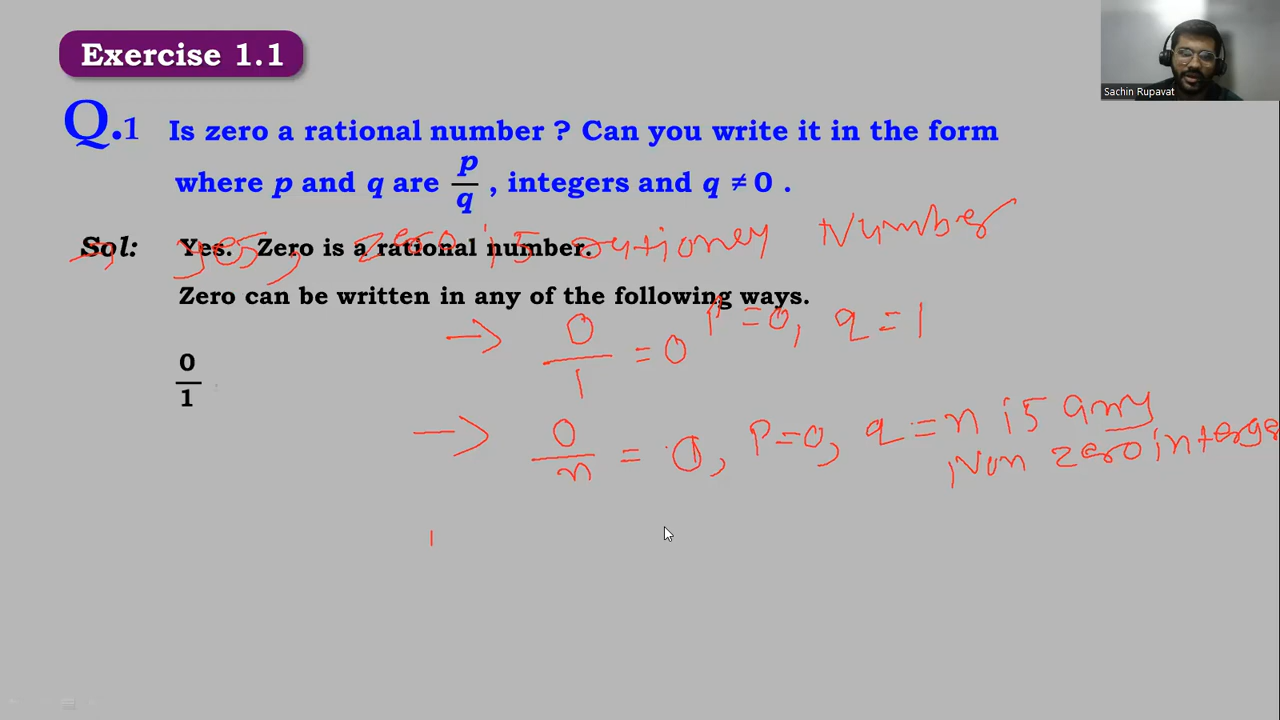 Exercise 1.1
Sachin Rupavat
Q.1 Is zero a rational number ? Can you write it in the form
where p and q are p/q , integers and q ≠ 0 .
Sol: Yes. Zero is a rational number.
→ yes, zero is number
Zero can be written in any of the following ways.
→ 0/1 = 0 P = 0, q = 1
0/1
→ 0/n = 0, P = 0, q = n is any
Non zero interger